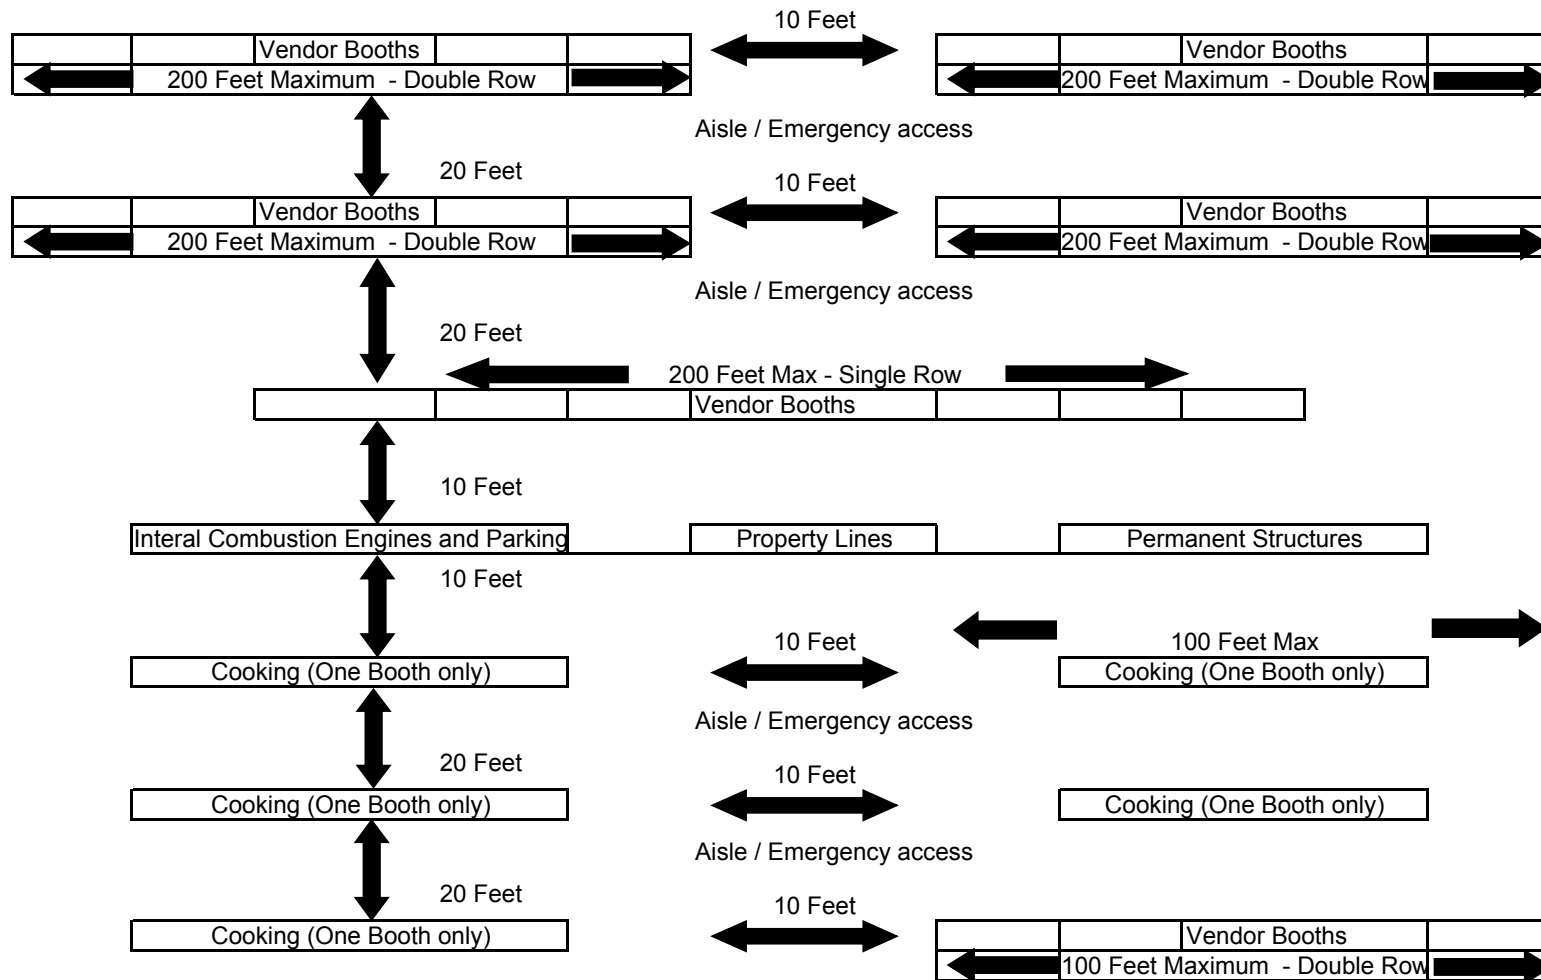 10 Feet
Vendor Booths
Vendor Booths
200 Feet Maximum  - Double Row
200 Feet Maximum  - Double Row
Aisle / Emergency access
20 Feet
10 Feet
Vendor Booths
Vendor Booths
200 Feet Maximum  - Double Row
200 Feet Maximum  - Double Row
Aisle / Emergency access
20 Feet
200 Feet Max - Single Row
Vendor Booths
10 Feet
Interal Combustion Engines and Parking
Property Lines
Permanent Structures
10 Feet
10 Feet
100 Feet Max
Cooking (One Booth only)
Cooking (One Booth only)
Aisle / Emergency access
20 Feet
10 Feet
Cooking (One Booth only)
Cooking (One Booth only)
Aisle / Emergency access
20 Feet
10 Feet
Cooking (One Booth only)
Vendor Booths
100 Feet Maximum  - Double Row